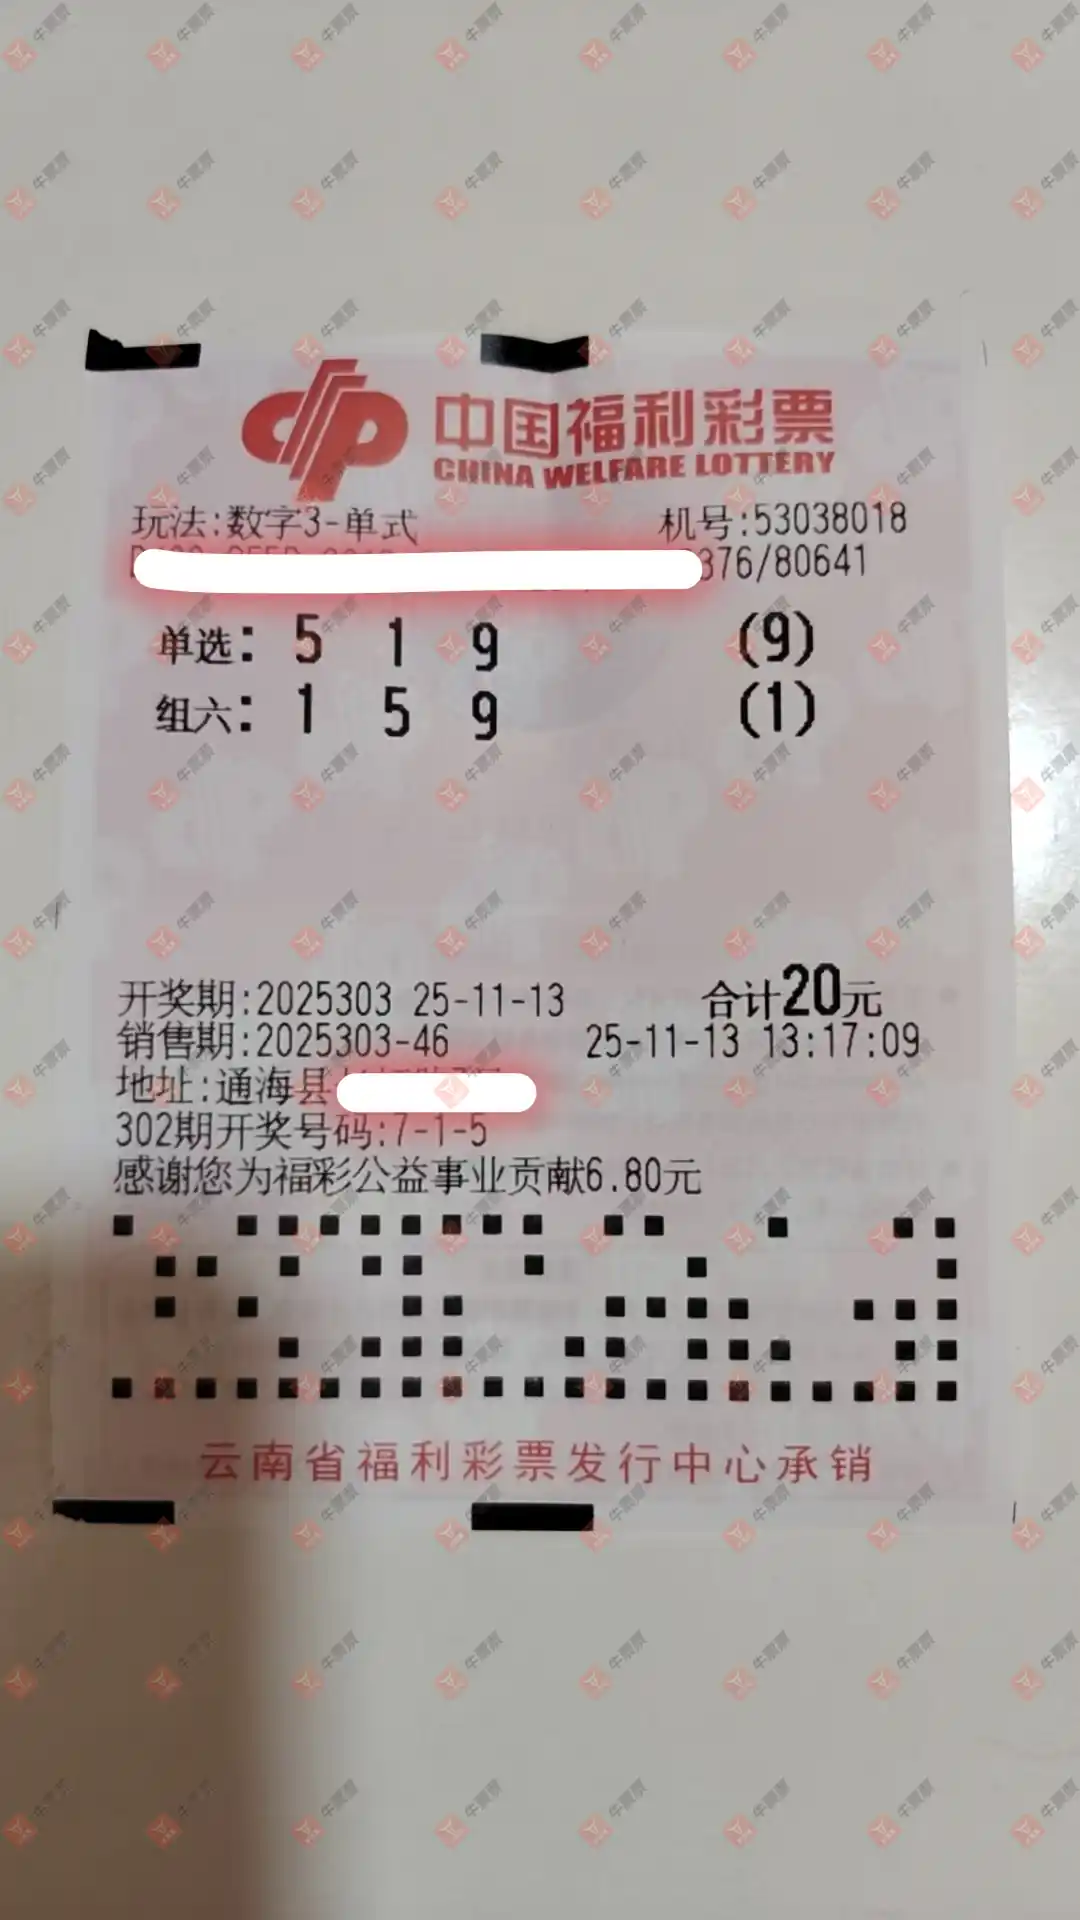 中国福利彩票
CHINA WELFARE LOTTERY
玩法:数字3-单式 机号:53038018
376/80641
单选: 5 1 9 (9)
组六: 1 5 9 (1)
开奖期:2025303 25-11-13 合计20元
销售期:2025303-46 25-11-13 13:17:09
地址:通海县
302期开奖号码:7-1-5
感谢您为福彩公益事业贡献6.80元
云南省福利彩票发行中心承销
牛票票